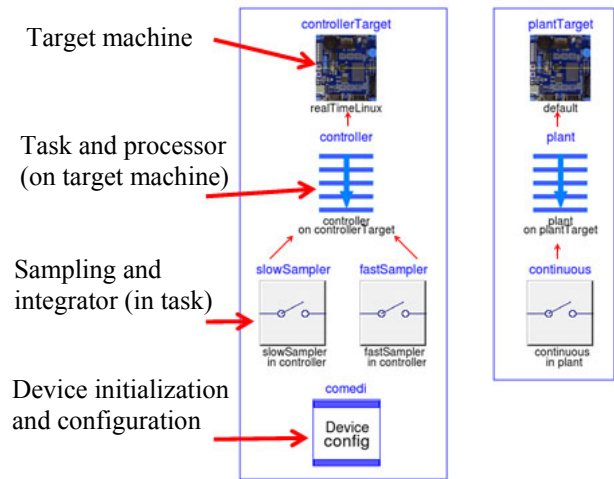 Target machine
Task and processor
(on target machine)
Sampling and
integrator (in task)
Device initialization
and configuration
controllerTarget
realTimeLinux
controller
controller
on controllerTarget
slowSampler
fastSampler
slowSampler
in controller
fastSampler
in controller
comedi
Device
config
plantTarget
default
plant
plant
on plantTarget
continuous
continuous
in plant